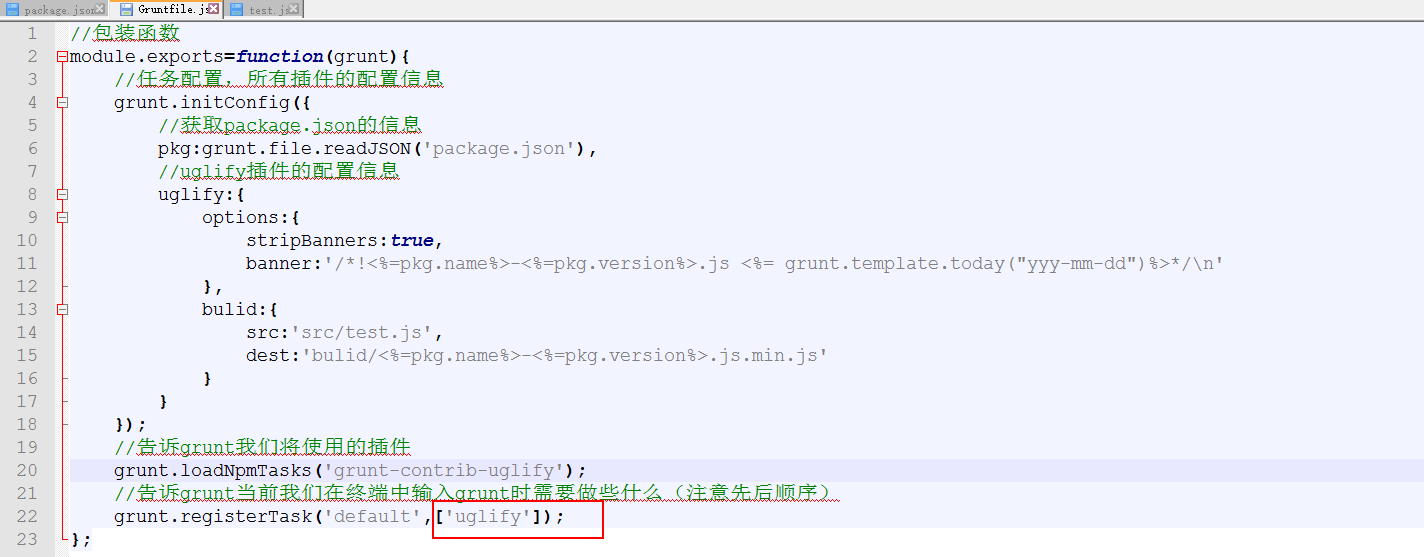 package.json Gruntfile.js test.js
1 //包装函数
2 module.exports=function(grunt){
3 //任务配置，所有插件的配置信息
4 grunt.initConfig({
5 //获取package.json的信息
6 pkg:grunt.file.readJSON('package.json'),
7 //uglify插件的配置信息
8 uglify:{
9 options:{
10 stripBanners:true,
11 banner:'/*!<%=pkg.name%>-<%=pkg.version%>.js <%= grunt.template.today("yyy-mm-dd")%>*/\n'
12 },
13 bulid:{
14 src:'src/test.js',
15 dest:'bulid/<%=pkg.name%>-<%=pkg.version%>.js.min.js'
16 }
17 }
18 });
19 //告诉grunt我们将使用的插件
20 grunt.loadNpmTasks('grunt-contrib-uglify');
21 //告诉grunt当前我们在终端中输入grunt时需要做些什么（注意先后顺序）
22 grunt.registerTask('default',['uglify']);
23 };